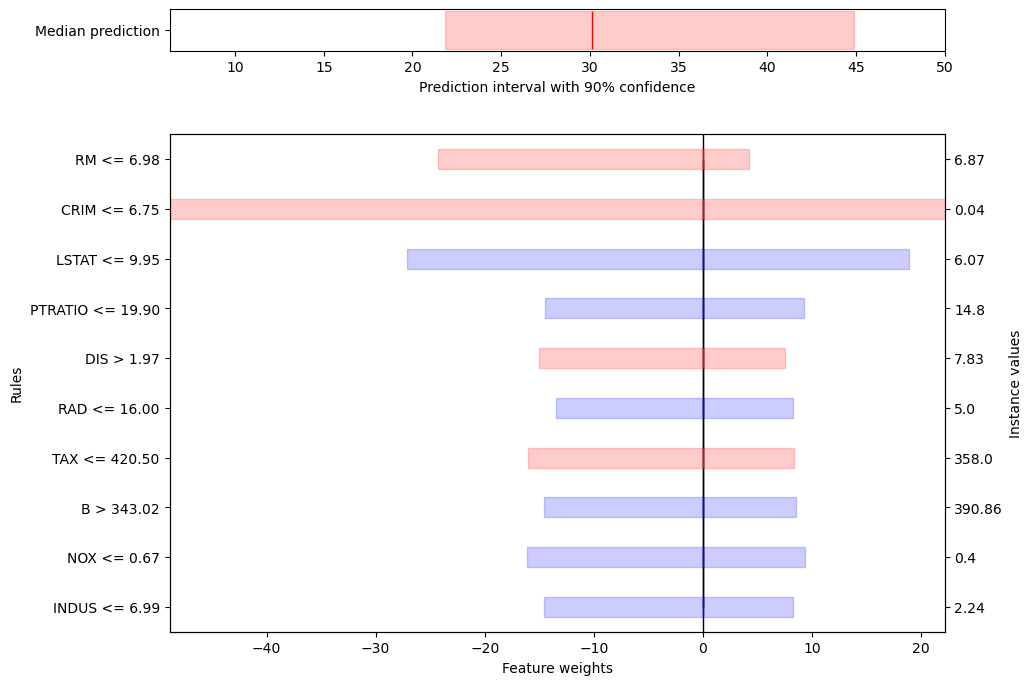 Median prediction
10 15 20 25 30 35 40 45 50
Prediction interval with 90% confidence
RM <= 6.98 6.87
CRIM <= 6.75 0.04
LSTAT <= 9.95 6.07
PTRATIO <= 19.90 14.8
DIS > 1.97 7.83
RAD <= 16.00 5.0
TAX <= 420.50 358.0
B > 343.02 390.86
NOX <= 0.67 0.4
INDUS <= 6.99 2.24
Rules
Instance values
−40 −30 −20 −10 0 10 20
Feature weights